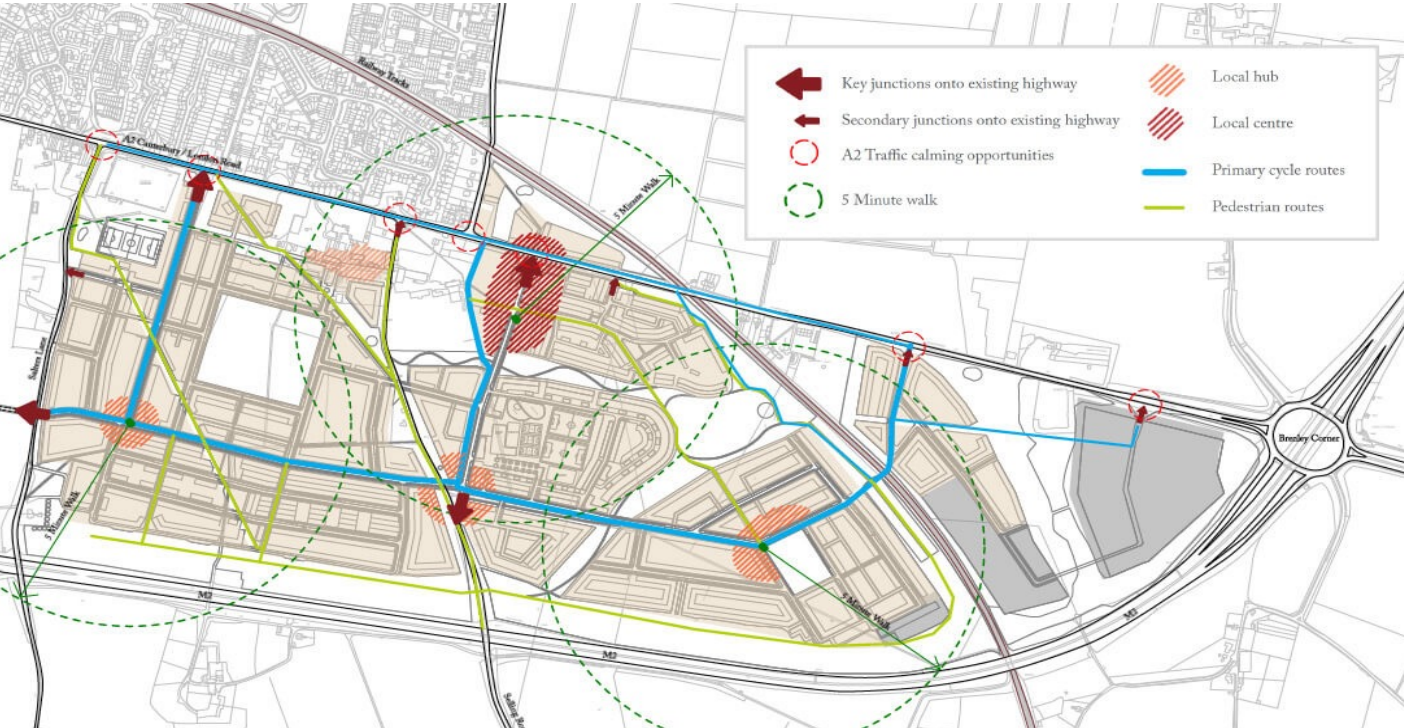 Railway Tracks
A2 Canterbury / London Road
5 Minute Walk
Salters Lane
5 Minute Walk
5 Minute Walk
M2
M2
M2
Brenley Corner
Key junctions onto existing highway
Secondary junctions onto existing highway
A2 Traffic calming opportunities
5 Minute walk
Local hub
Local centre
Primary cycle routes
Pedestrian routes